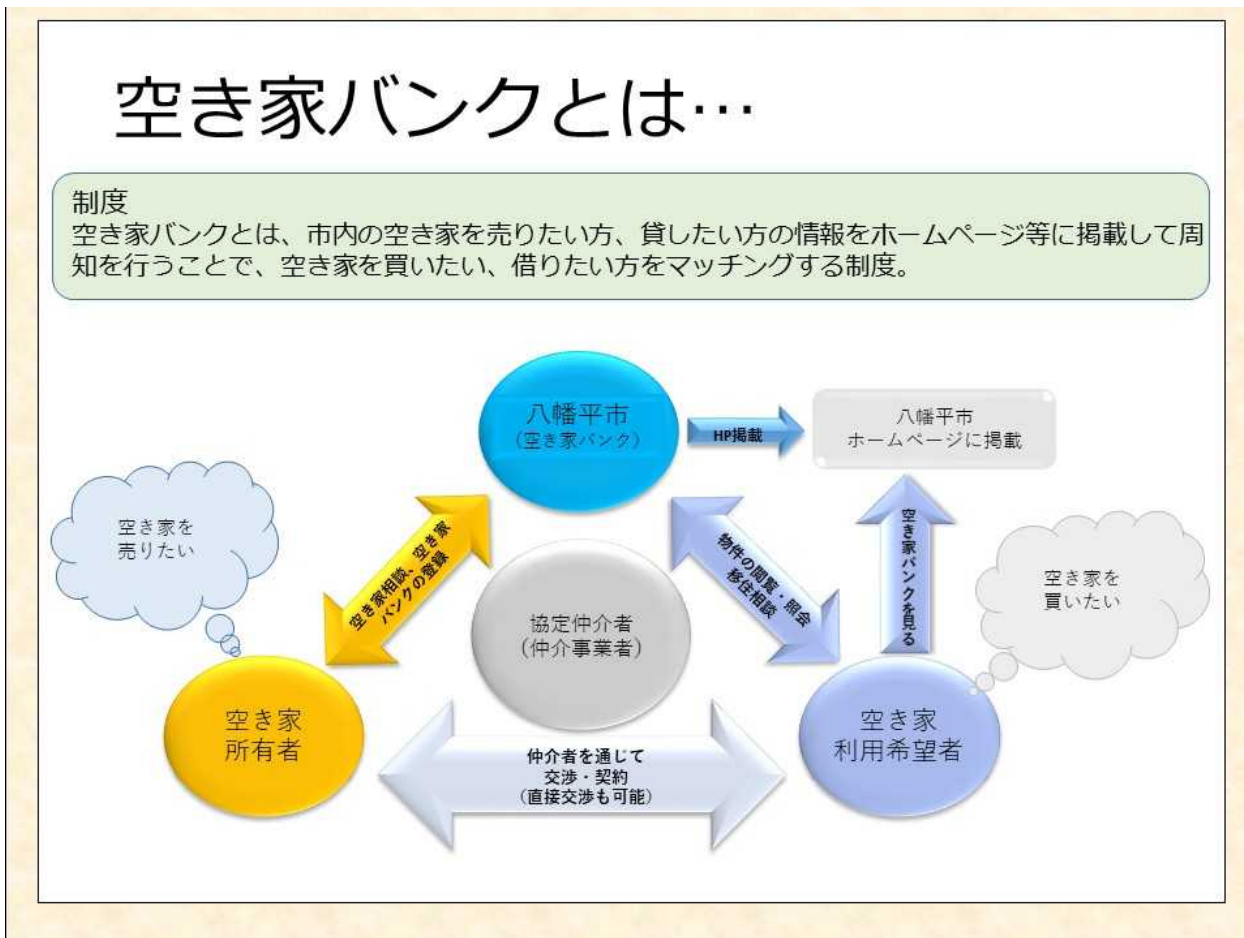 空き家バンクとは…
制度
空き家バンクとは、市内の空き家を売りたい方、貸したい方の情報をホームページ等に掲載して周
知を行うことで、空き家を買いたい、借りたい方をマッチングする制度。
八幡平市
(空き家バンク)
HP掲載
八幡平市
ホームページに掲載
空き家を
売りたい
空き家相談、空き家
バンクの登録
物件の閲覧・照会
移住相談
空き家バンクを見る
空き家を
買いたい
協定仲介者
(仲介事業者)
空き家
所有者
仲介者を通じて
交渉・契約
(直接交渉も可能)
空き家
利用希望者